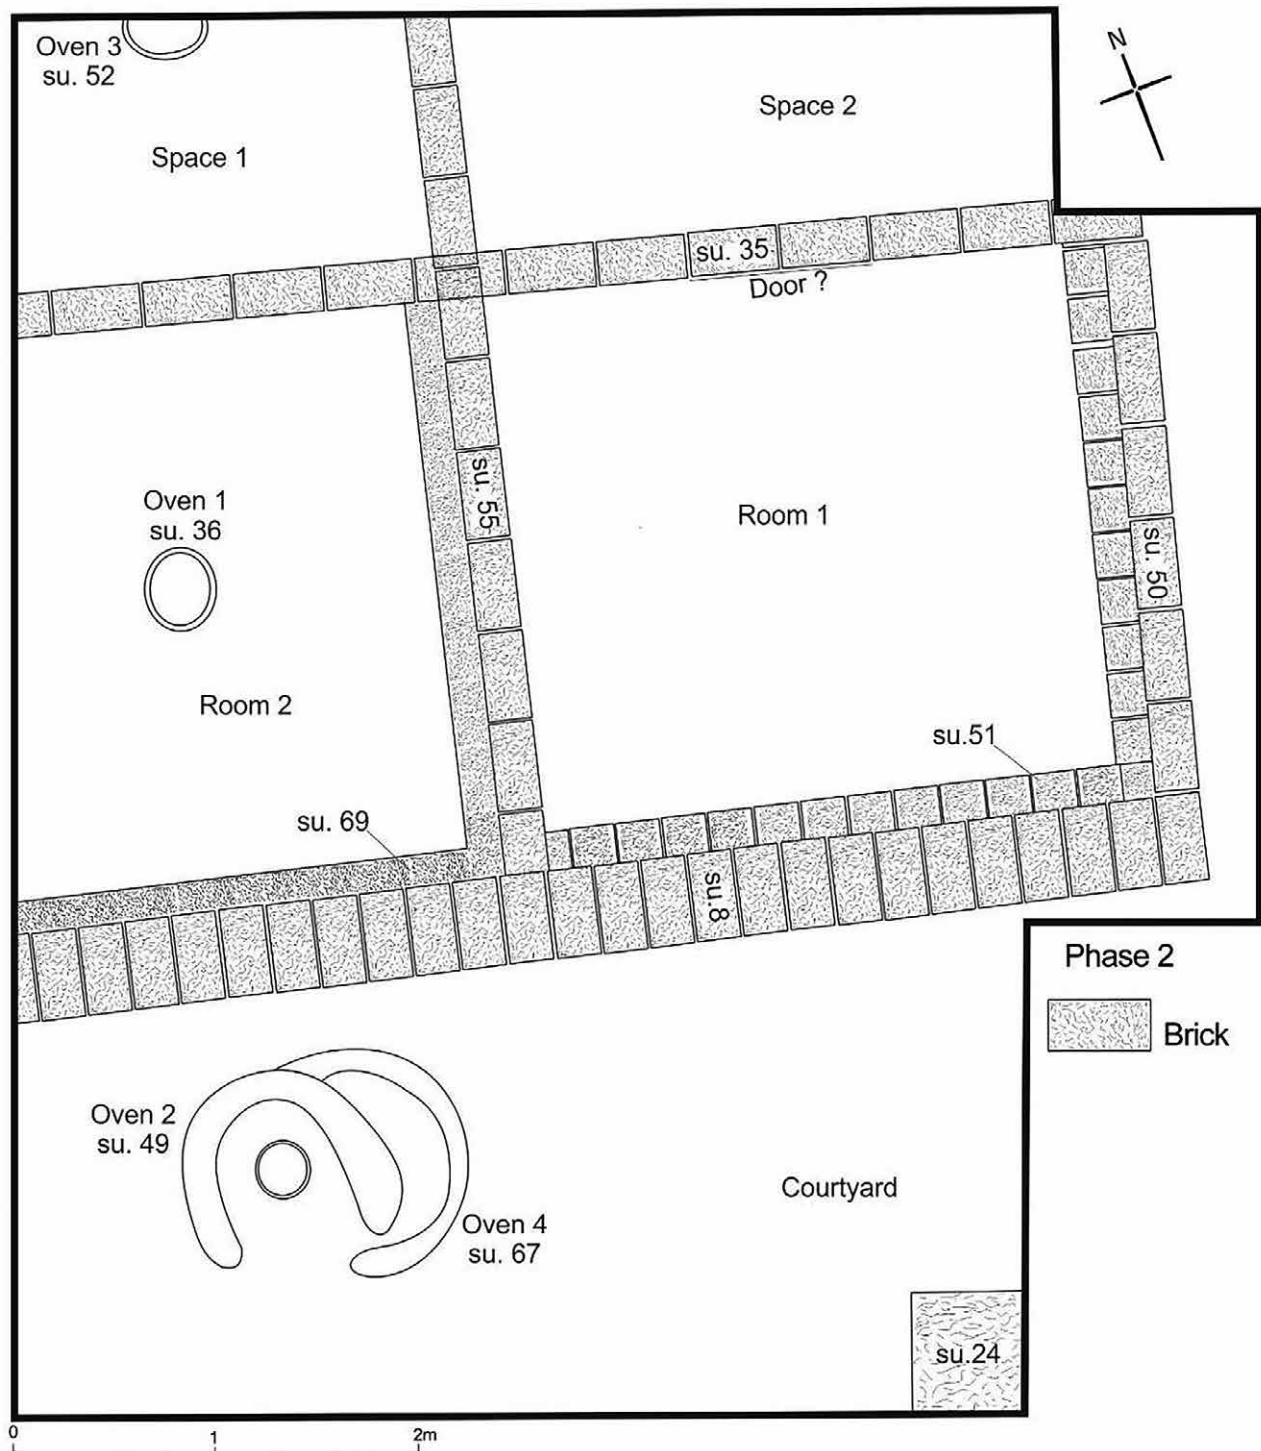 Oven 3
su. 52
N
Space 2
Space 1
su. 35
Door ?
su. 55
Oven 1
su. 36
Room 1
su. 50
Room 2
su.51
su. 69
su.8
Phase 2
Brick
Oven 2
su. 49
Courtyard
Oven 4
su. 67
su.24
0 1 2m